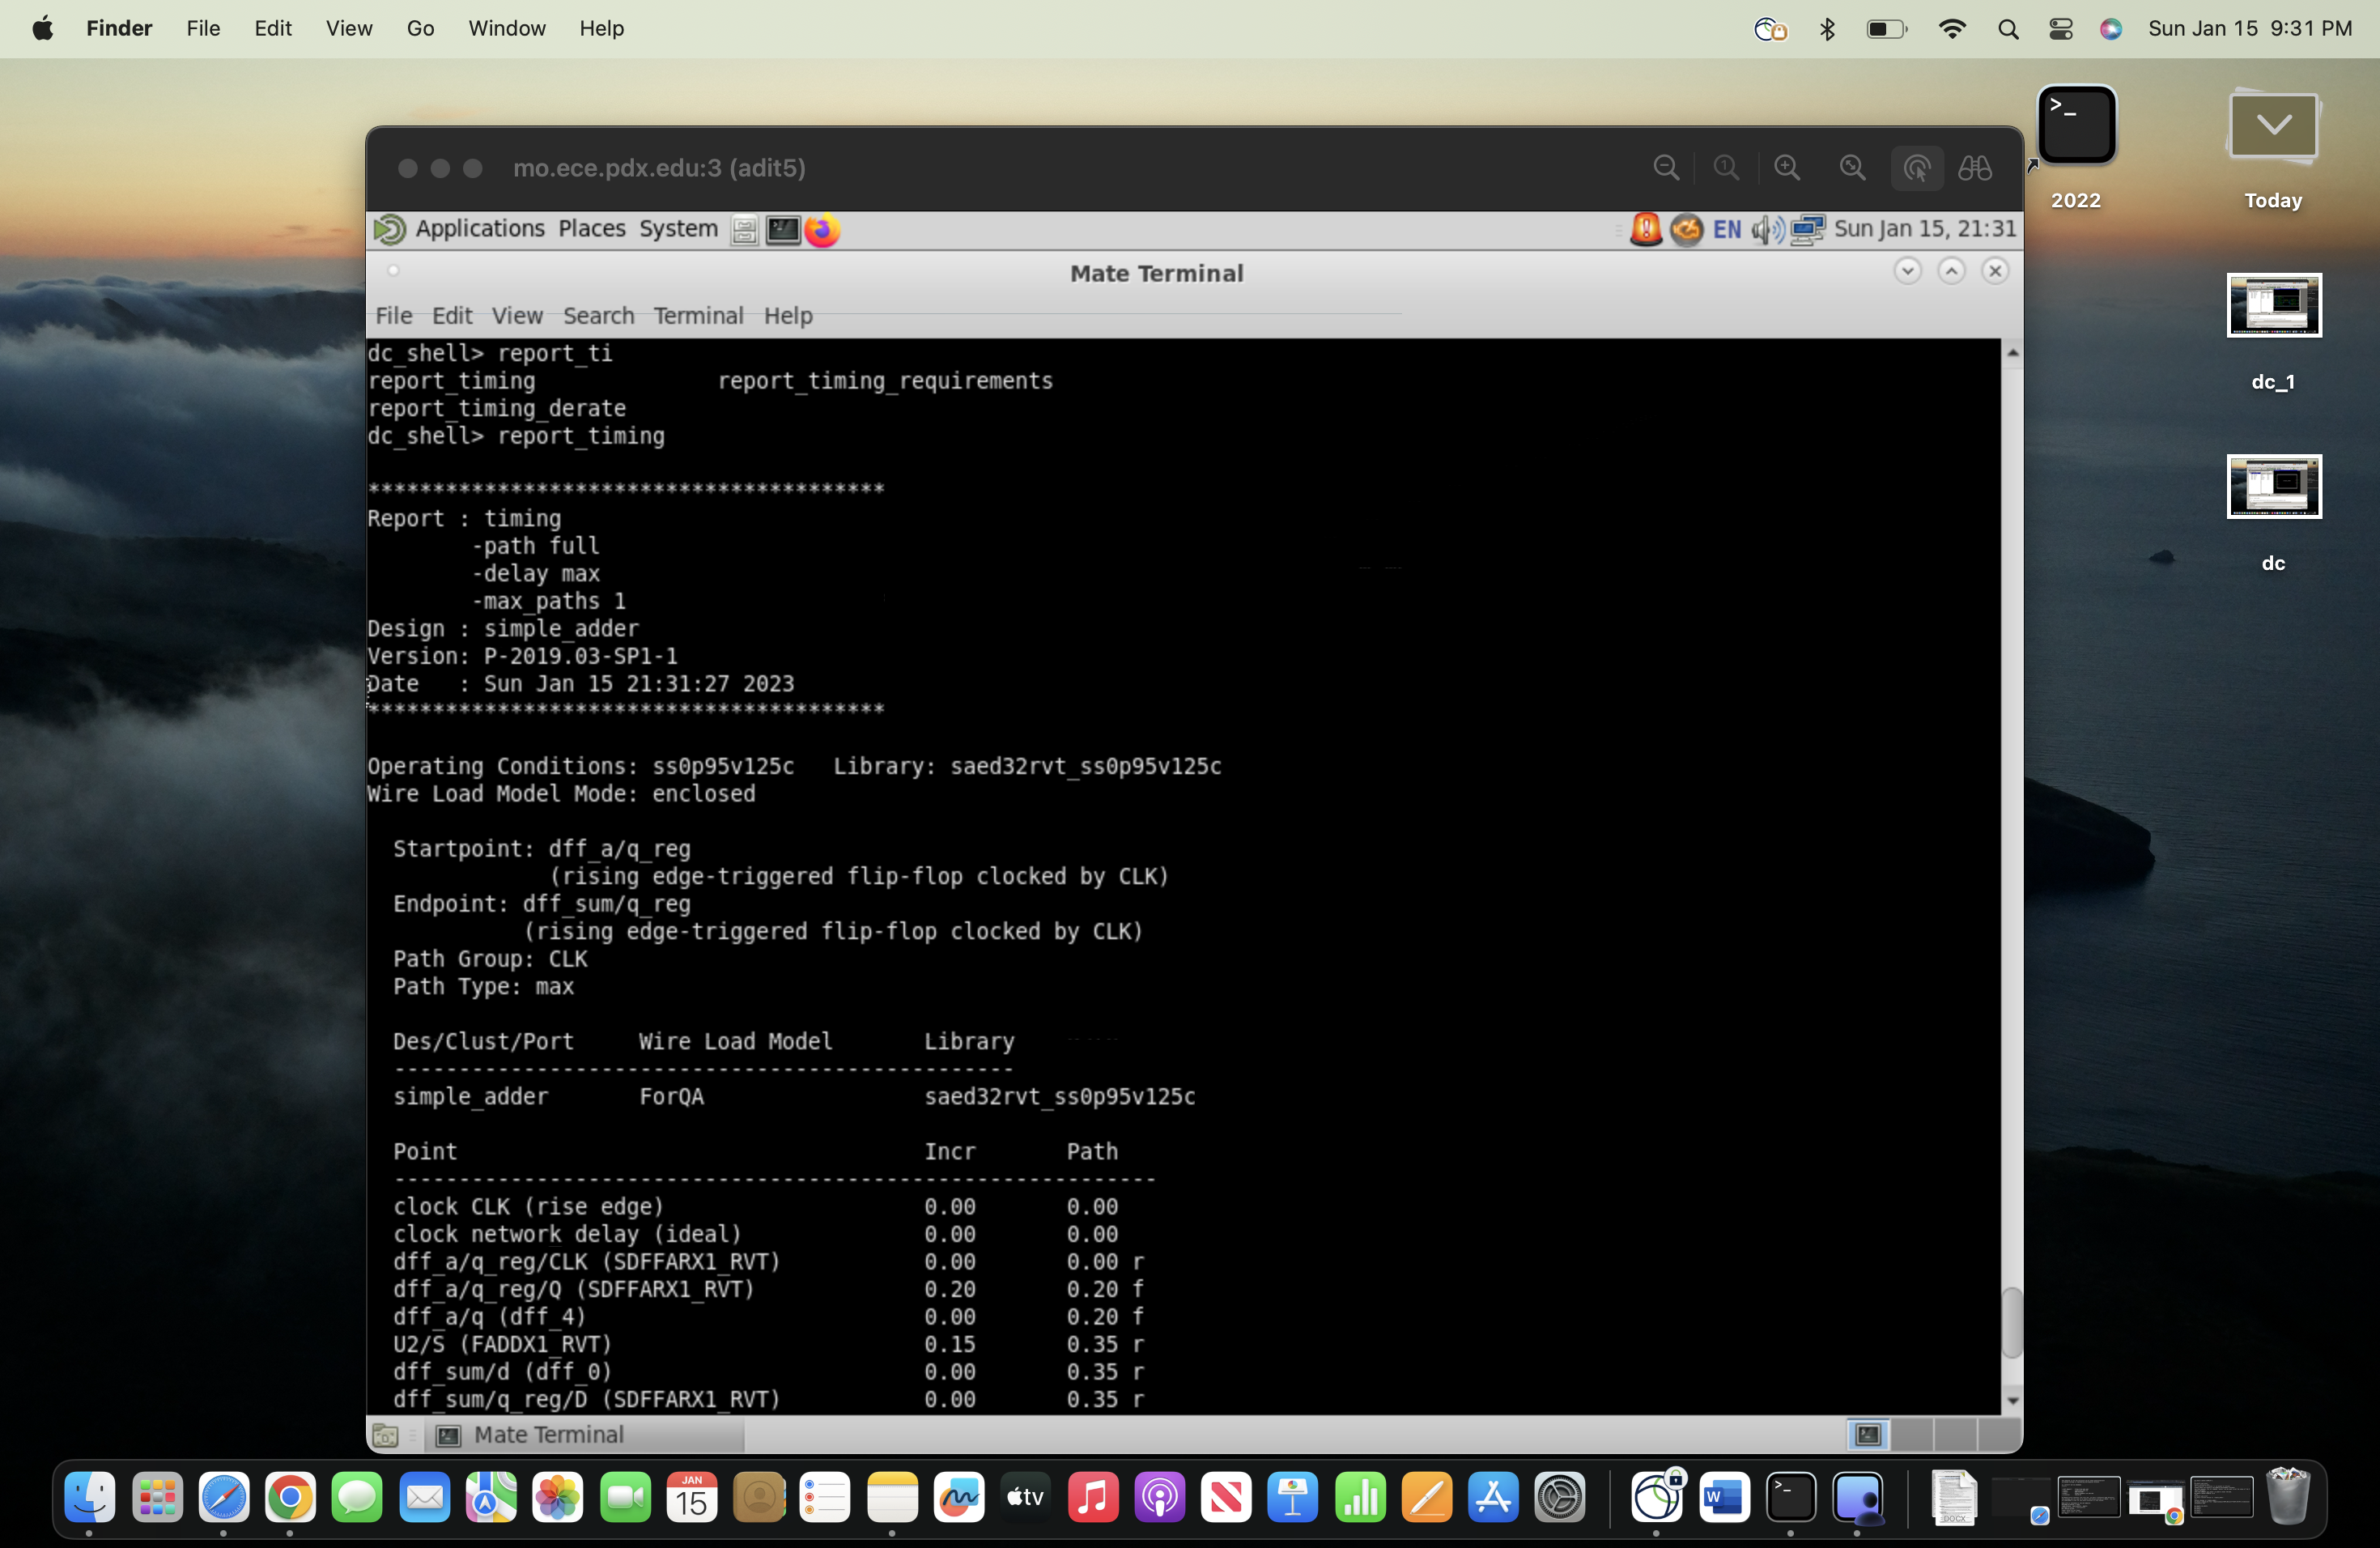 Finder File Edit View Go Window Help Sun Jan 15 9:31 PM
2022
Today
dc_1
dc
mo.ece.pdx.edu:3 (adit5)
Applications Places System EN Sun Jan 15, 21:31
Mate Terminal
File Edit View Search Terminal Help
dc_shell> report_ti
report_timing report_timing_requirements
report_timing_derate
dc_shell> report_timing
****************************************
Report : timing
-path full
-delay max
-max_paths 1
Design : simple_adder
Version: P-2019.03-SP1-1
Date : Sun Jan 15 21:31:27 2023
****************************************
Operating Conditions: ss0p95v125c Library: saed32rvt_ss0p95v125c
Wire Load Model Mode: enclosed
Startpoint: dff_a/q_reg
(rising edge-triggered flip-flop clocked by CLK)
Endpoint: dff_sum/q_reg
(rising edge-triggered flip-flop clocked by CLK)
Path Group: CLK
Path Type: max
Des/Clust/Port Wire Load Model Library
------------------------------------------------
simple_adder ForQA saed32rvt_ss0p95v125c
Point Incr Path
-----------------------------------------------------------
clock CLK (rise edge) 0.00 0.00
clock network delay (ideal) 0.00 0.00
dff_a/q_reg/CLK (SDFFARX1_RVT) 0.00 0.00 r
dff_a/q_reg/Q (SDFFARX1_RVT) 0.20 0.20 f
dff_a/q (dff_4) 0.00 0.20 f
U2/S (FADDX1_RVT) 0.15 0.35 r
dff_sum/d (dff_0) 0.00 0.35 r
dff_sum/q_reg/D (SDFFARX1_RVT) 0.00 0.35 r
Mate Terminal
JAN
15
tv
W
DOCX